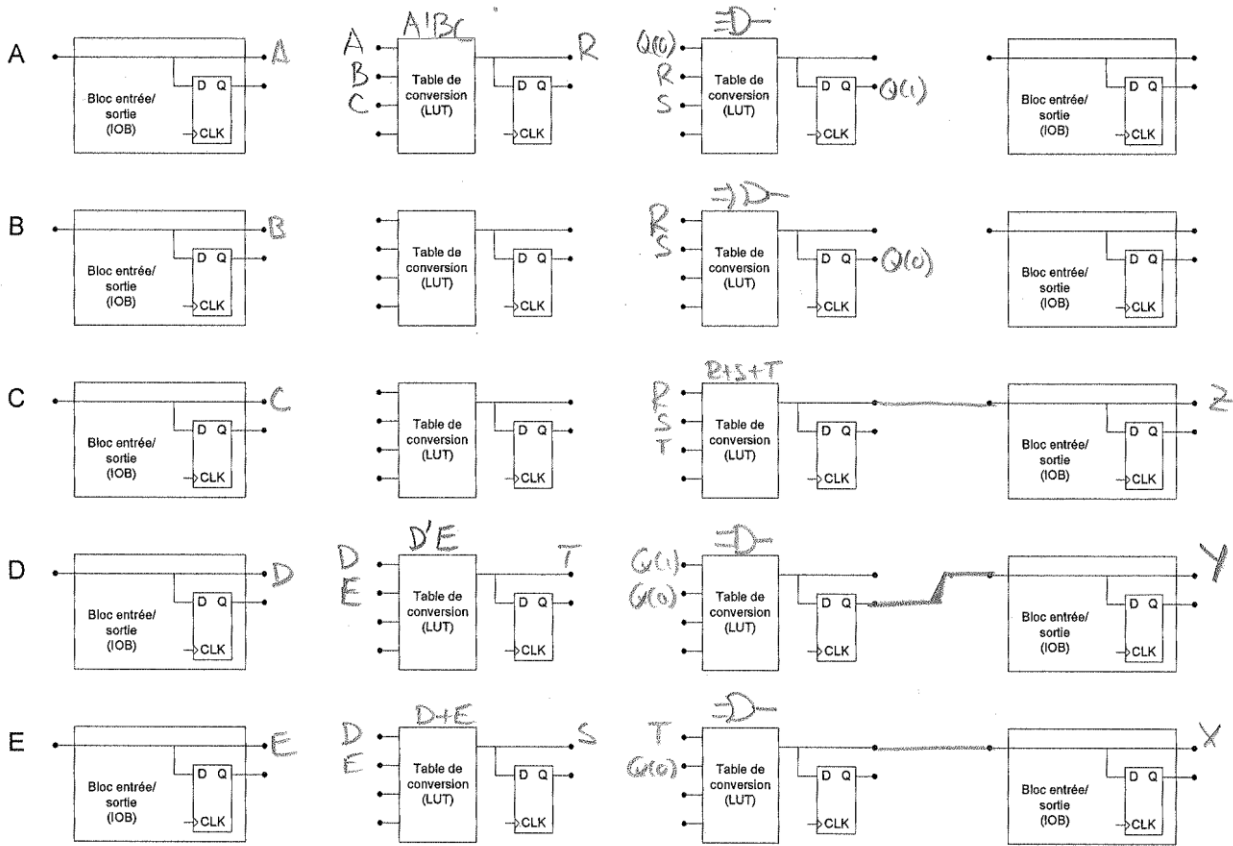 A
Bloc entrée/
sortie
(IOB)
D Q
CLK
A
A'BC
A
B
C
Table de
conversion
(LUT)
D Q
CLK
R
Q(0)
R
S
Table de
conversion
(LUT)
D Q
CLK
Q(1)
Bloc entrée/
sortie
(IOB)
D Q
CLK
B
Bloc entrée/
sortie
(IOB)
D Q
CLK
B
Table de
conversion
(LUT)
D Q
CLK
R
S
Table de
conversion
(LUT)
D Q
CLK
Q(0)
Bloc entrée/
sortie
(IOB)
D Q
CLK
C
Bloc entrée/
sortie
(IOB)
D Q
CLK
C
Table de
conversion
(LUT)
D Q
CLK
R+S+T
R
S
T
Table de
conversion
(LUT)
D Q
CLK
Bloc entrée/
sortie
(IOB)
D Q
CLK
Z
D
Bloc entrée/
sortie
(IOB)
D Q
CLK
D
D'E
D
E
Table de
conversion
(LUT)
D Q
CLK
T
Q(1)
Q(0)
Table de
conversion
(LUT)
D Q
CLK
Bloc entrée/
sortie
(IOB)
D Q
CLK
Y
E
Bloc entrée/
sortie
(IOB)
D Q
CLK
E
D+E
D
E
Table de
conversion
(LUT)
D Q
CLK
S
T
Q(0)
Table de
conversion
(LUT)
D Q
CLK
Bloc entrée/
sortie
(IOB)
D Q
CLK
X